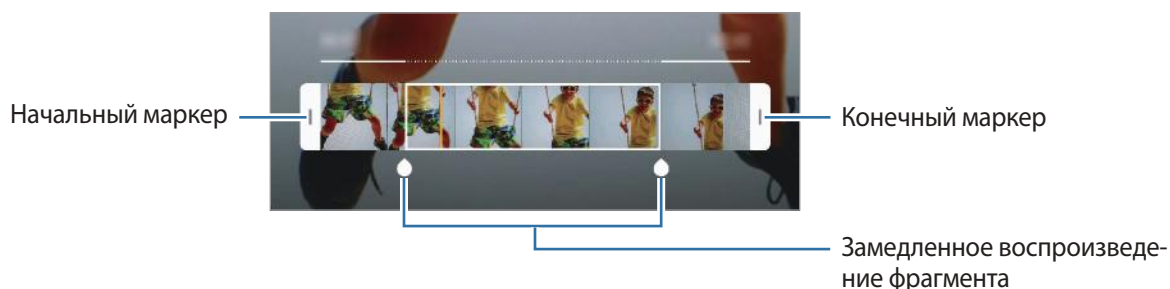 Начальный маркер
Конечный маркер
Замедленное воспроизведе-
ние фрагмента